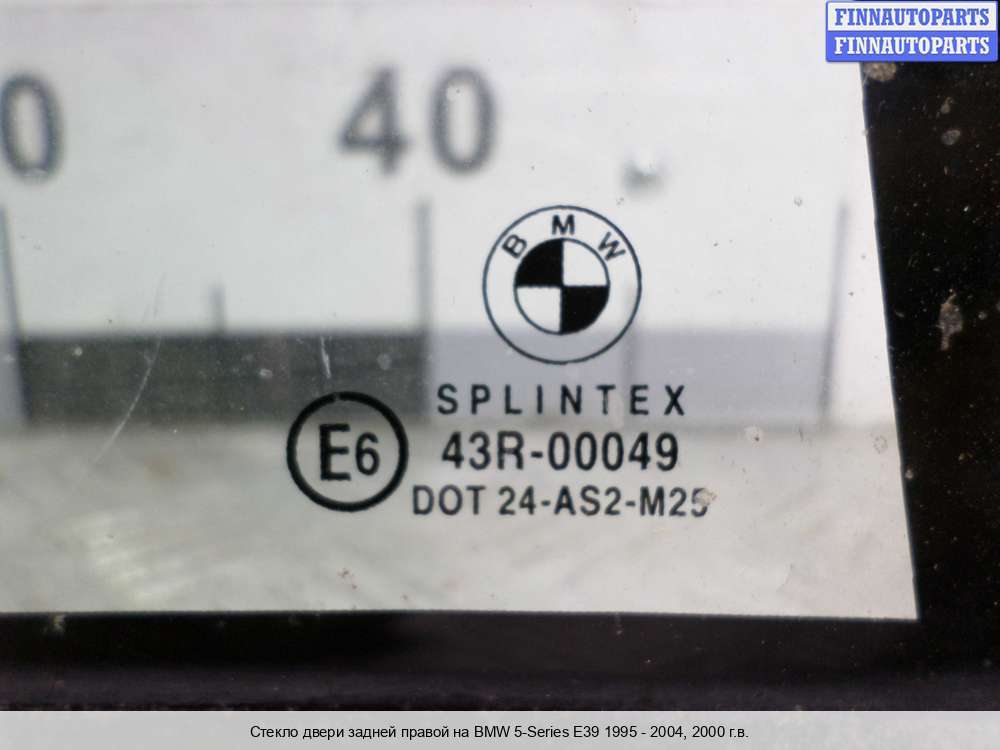 FINNAUTOPARTS
FINNAUTOPARTS
0 40
BMW
SPLINTEX
E6 43R-00049
DOT 24-AS2-M25
Стекло двери задней правой на BMW 5-Series E39 1995 - 2004, 2000 г.в.